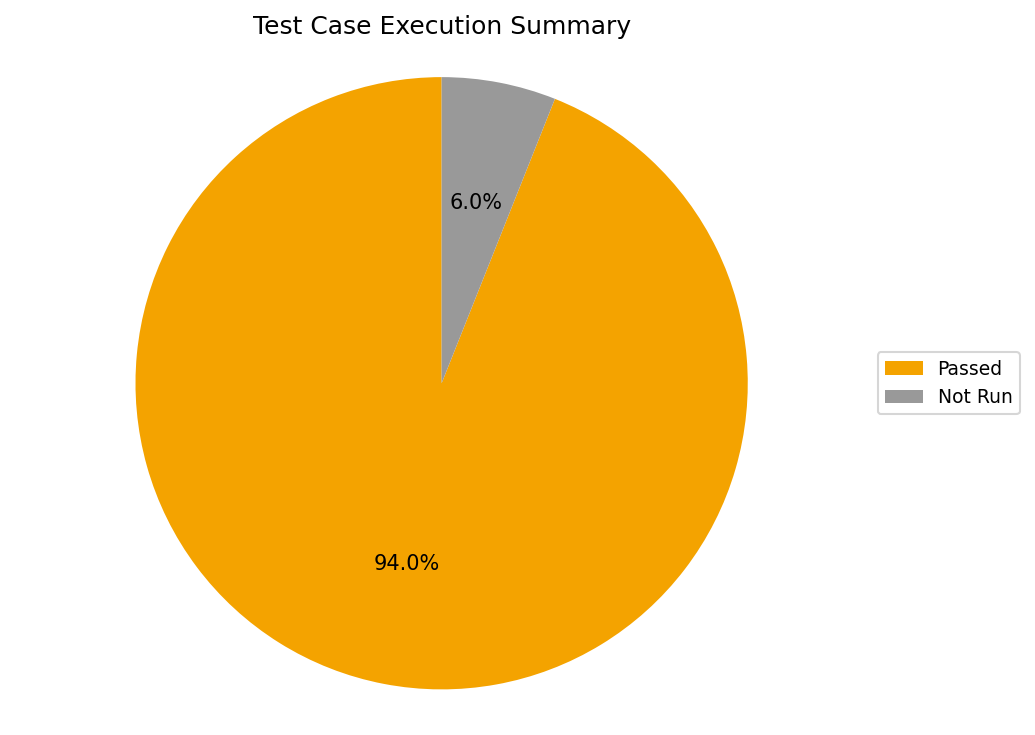 Test Case Execution Summary
6.0%
Passed
Not Run
94.0%